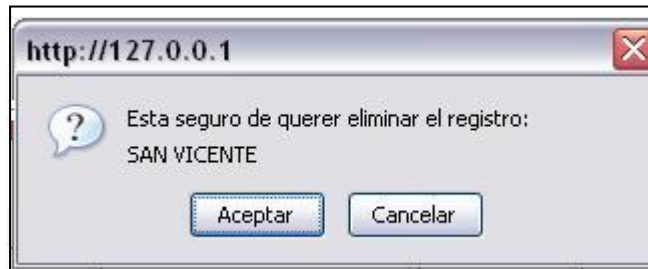 http://127.0.0.1
Esta seguro de querer eliminar el registro:
SAN VICENTE
Aceptar
Cancelar